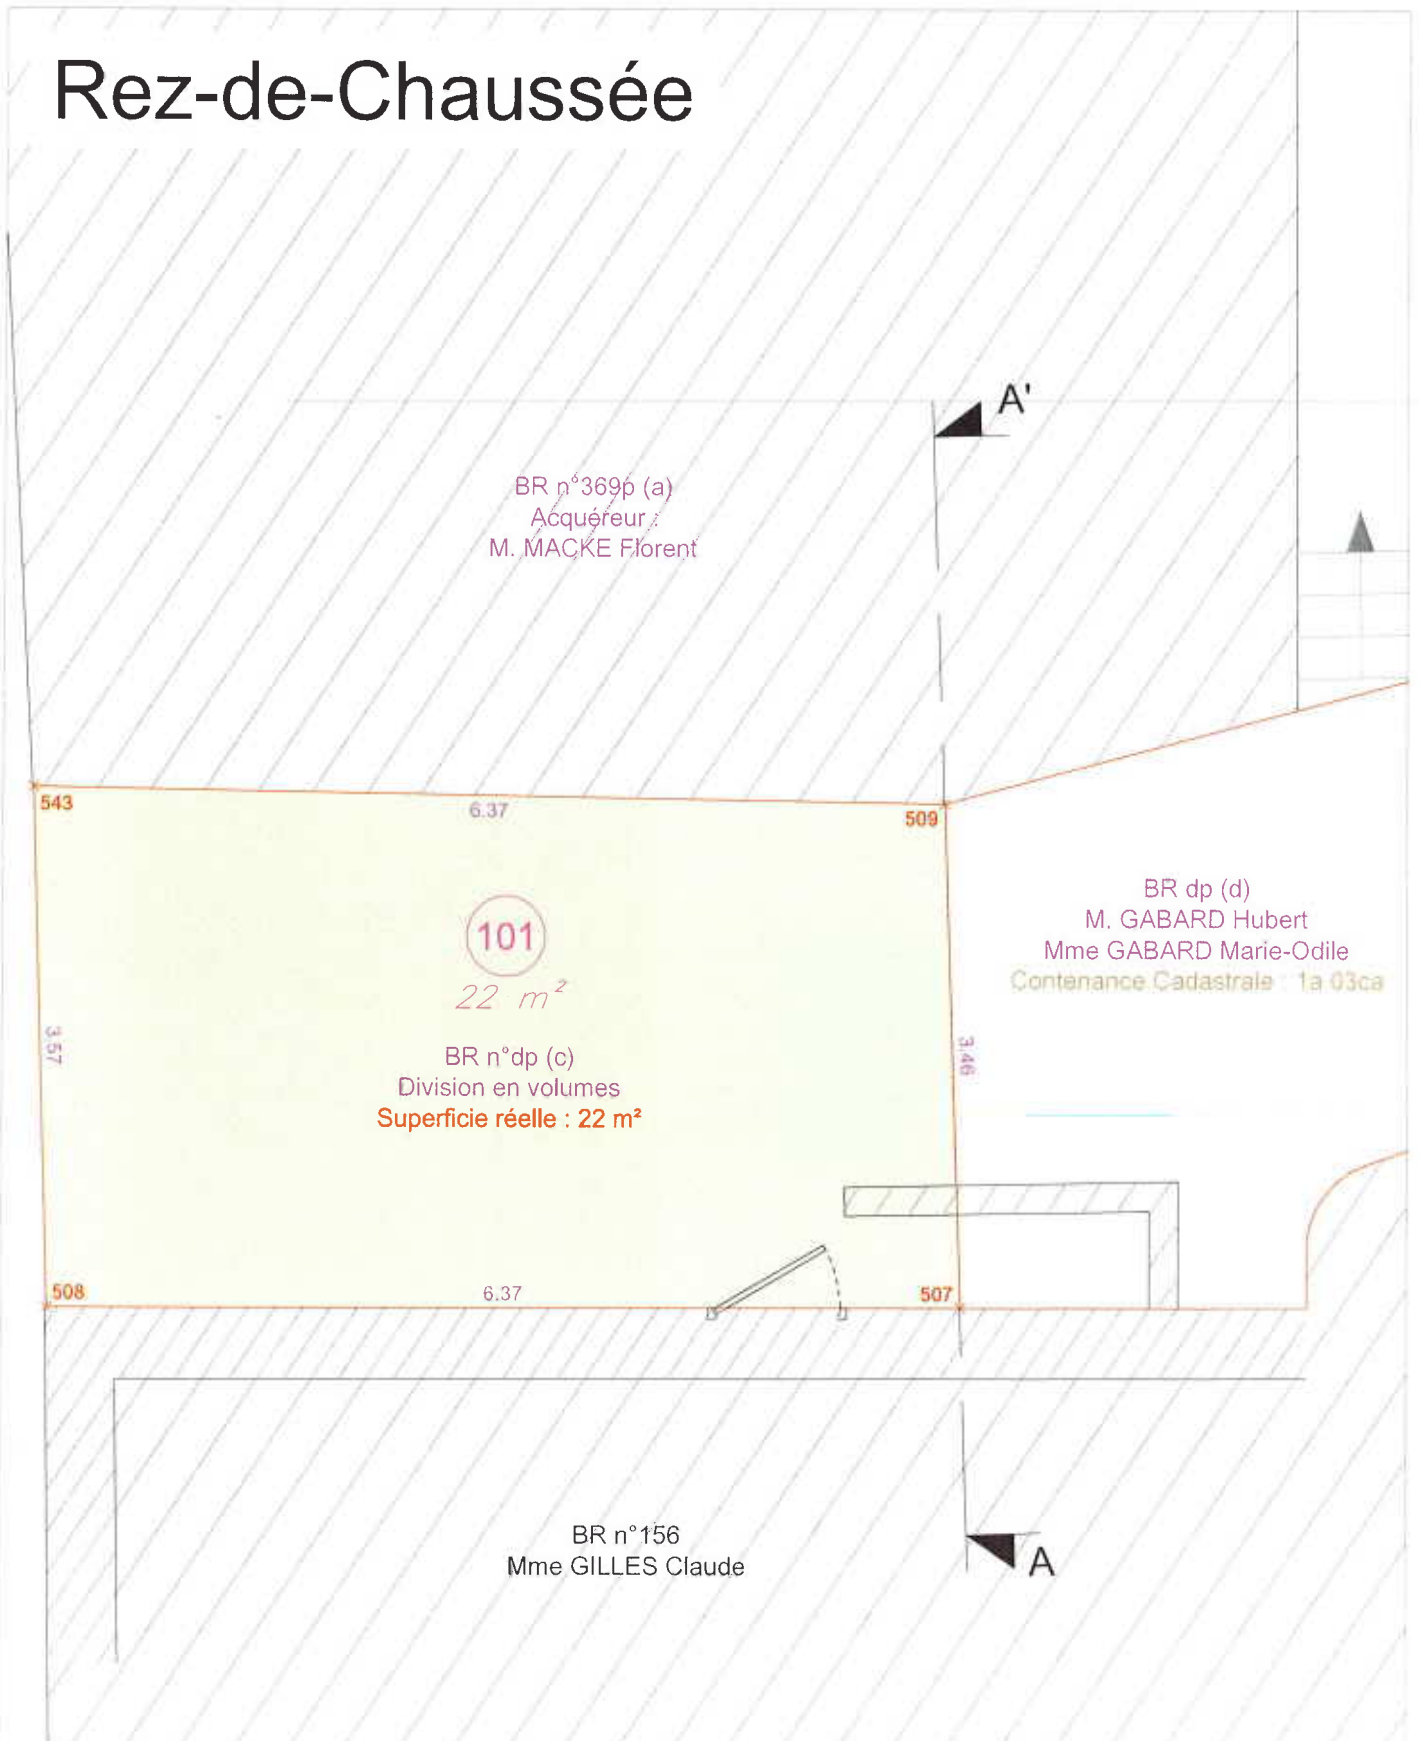 Rez-de-Chaussée
A'
BR n°369p (a)
Acquéreur :
M. MACKE Florent
543
6.37
509
101
22 m²
BR dp (d)
M. GABARD Hubert
Mme GABARD Marie-Odile
Contenance Cadastrale : 1a 03ca
3.57
BR n°dp (c)
Division en volumes
Superficie réelle : 22 m²
3.46
508
6.37
507
BR n°156
Mme GILLES Claude
A